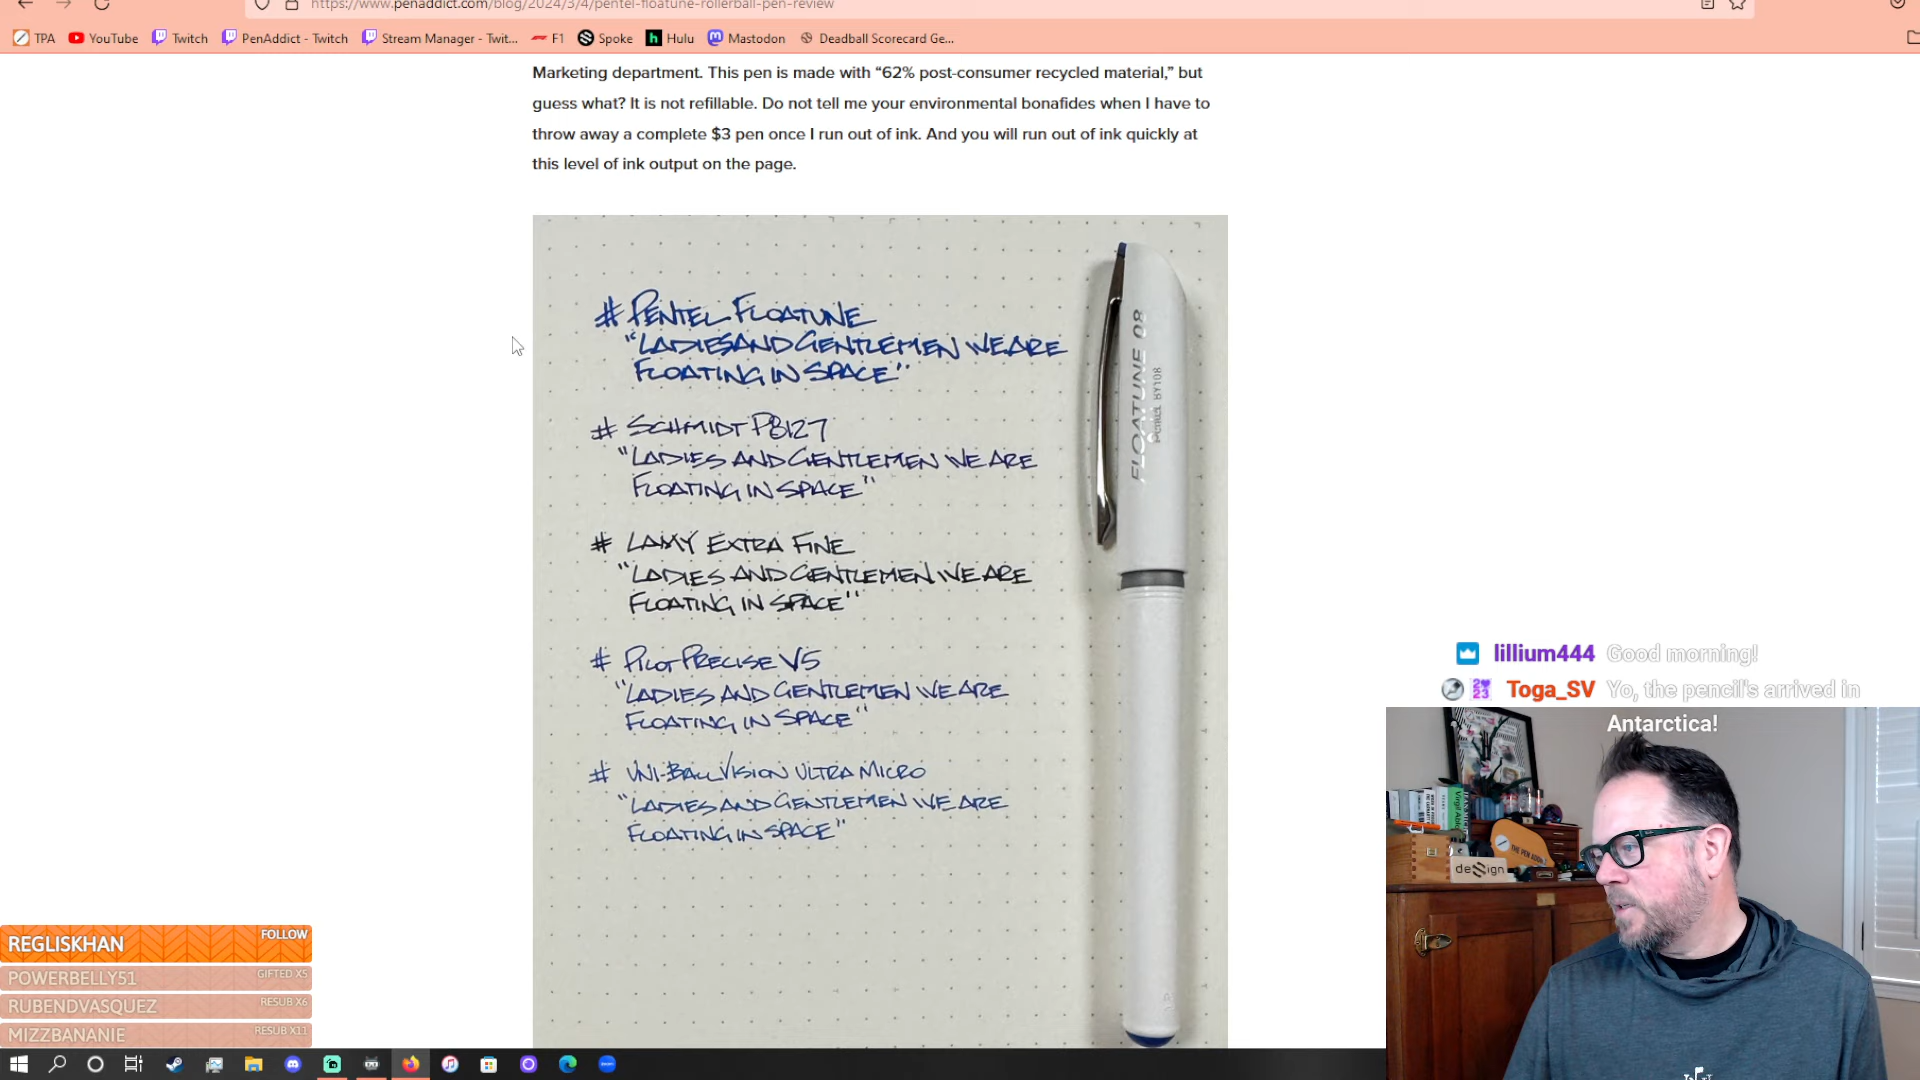 https://www.penaddict.com/blog/2024/3/4/pentel-floatune-rollerball-pen-review
TPA YouTube Twitch PenAddict - Twitch Stream Manager - Twit... F1 Spoke Hulu Mastodon Deadball Scorecard Ge...
Marketing department. This pen is made with “62% post-consumer recycled material,” but
guess what? It is not refillable. Do not tell me your environmental bonafides when I have to
throw away a complete $3 pen once I run out of ink. And you will run out of ink quickly at
this level of ink output on the page.
# PENTEL FLOATUNE
"LADIES AND GENTLEMEN WE ARE
FLOATING IN SPACE"
# SCHMIDT P8127
"LADIES AND GENTLEMEN WE ARE
FLOATING IN SPACE"
# LAMY EXTRA FINE
"LADIES AND GENTLEMEN WE ARE
FLOATING IN SPACE"
# PILOT PRECISE V5
"LADIES AND GENTLEMEN WE ARE
FLOATING IN SPACE"
# UNI-BALL VISION ULTRA MICRO
"LADIES AND GENTLEMEN WE ARE
FLOATING IN SPACE"
FLOATUNE 08
Pentel BY108
lillium444 Good morning!
Toga_SV Yo, the pencil's arrived in
Antarctica!
deSign
THE PEN ADDICT
REGLISKHAN FOLLOW
POWERBELLY51 GIFTED X5
RUBENDVASQUEZ RESUB X6
MIZZBANANIE RESUB X11